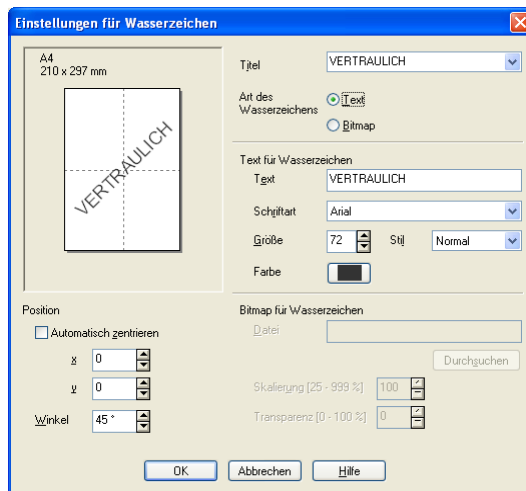 Einstellungen für Wasserzeichen
A4
210 x 297 mm
VERTRAULICH
Titel VERTRAULICH
Art des Wasserzeichens
Text
Bitmap
Text für Wasserzeichen
Text VERTRAULICH
Schriftart Arial
Größe 72 Stil Normal
Farbe
Position
Automatisch zentrieren
x 0
y 0
Winkel 45 °
Bitmap für Wasserzeichen
Datei
Durchsuchen
Skalierung [25 - 999 %] 100
Transparenz [0 - 100 %] 0
OK Abbrechen Hilfe